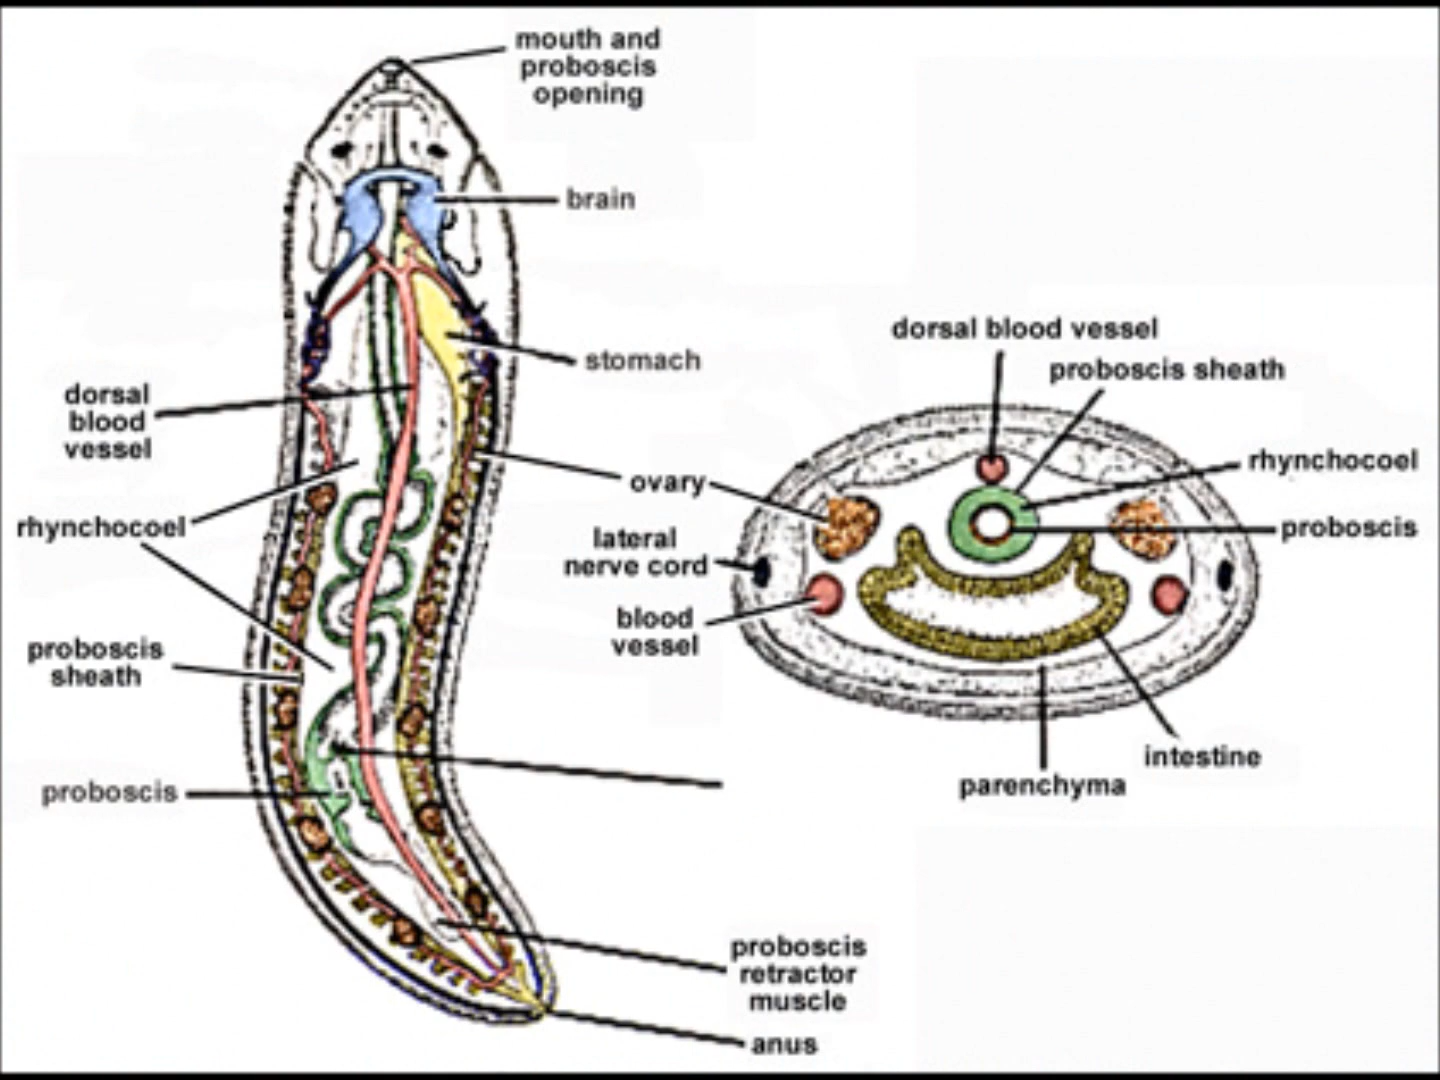 mouth and
proboscis
opening
brain
stomach
dorsal
blood
vessel
ovary
rhynchocoel
proboscis
sheath
proboscis
proboscis
retractor
muscle
anus
dorsal blood vessel
proboscis sheath
rhynchocoel
proboscis
lateral
nerve cord
blood
vessel
intestine
parenchyma